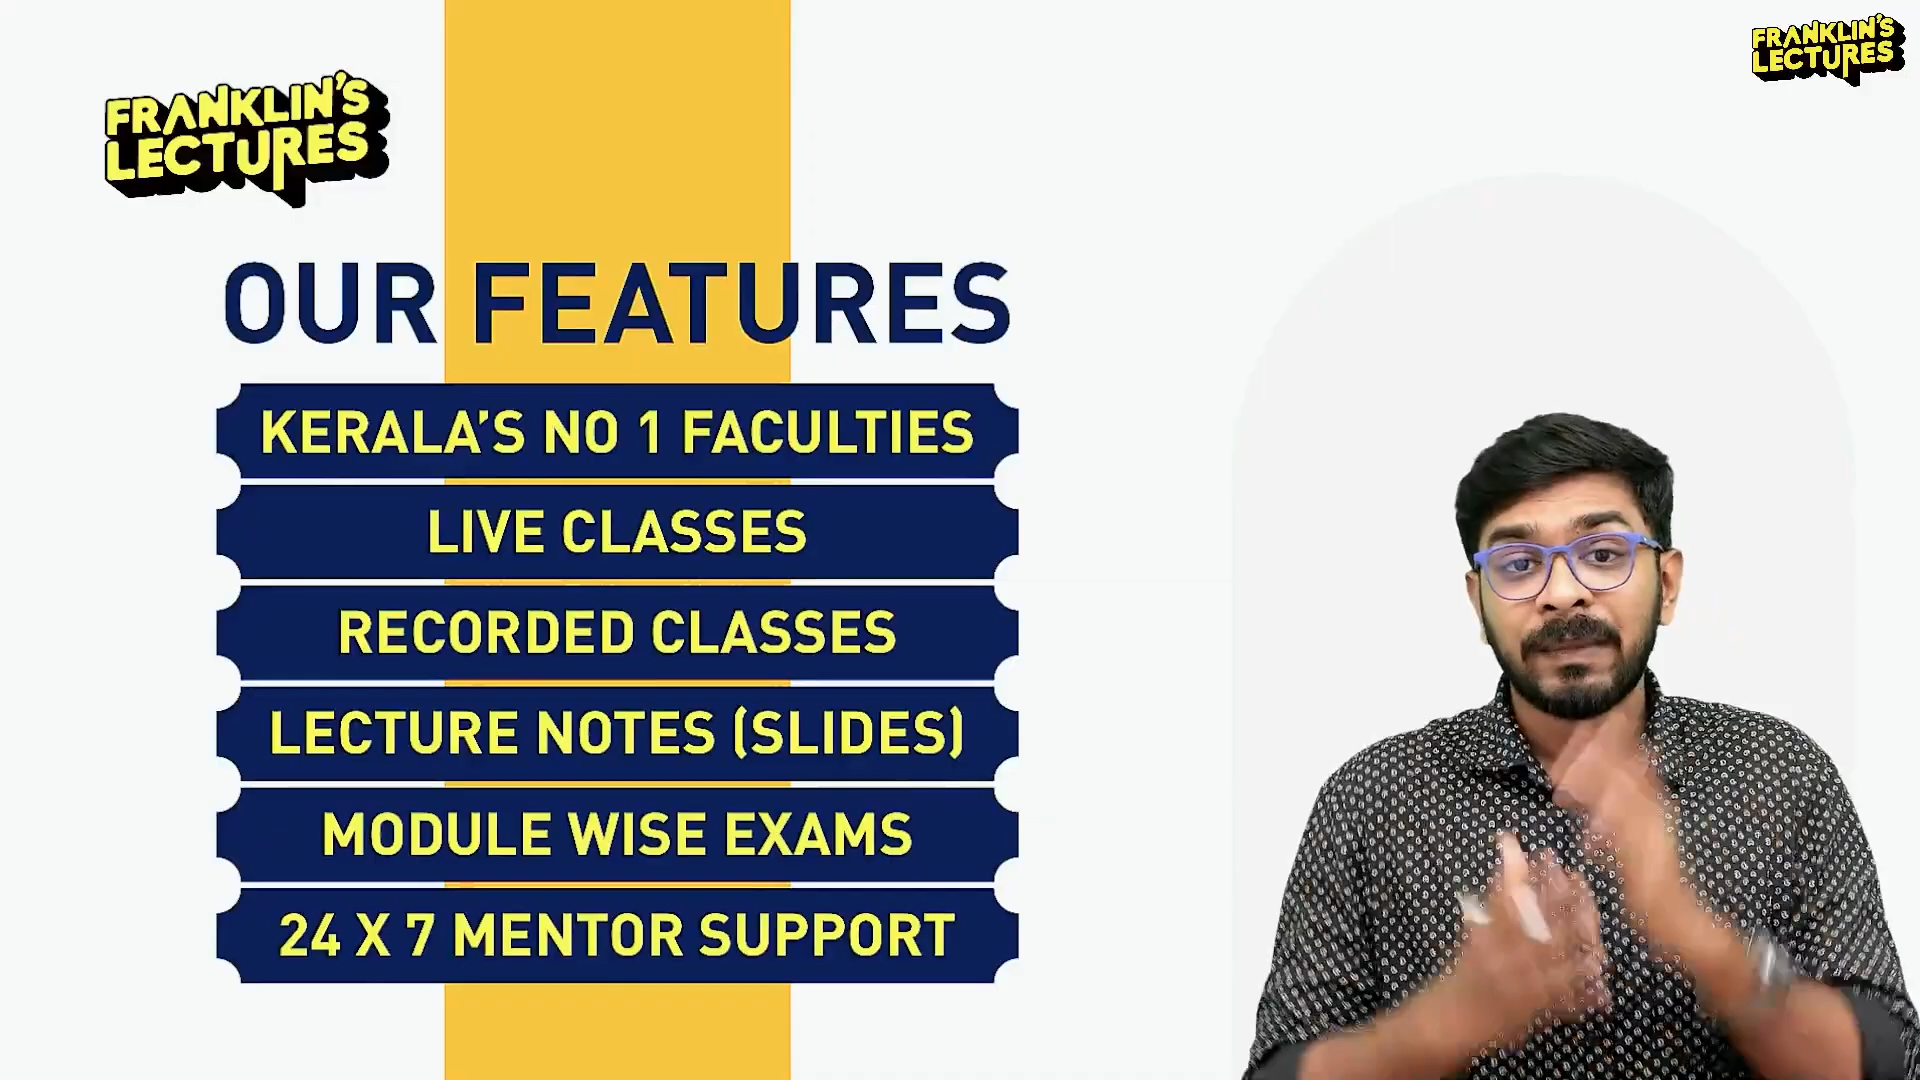 FRANKLIN'S
LECTURES
FRANKLIN'S
LECTURES
OUR FEATURES
KERALA'S NO 1 FACULTIES
LIVE CLASSES
RECORDED CLASSES
LECTURE NOTES (SLIDES)
MODULE WISE EXAMS
24 X 7 MENTOR SUPPORT